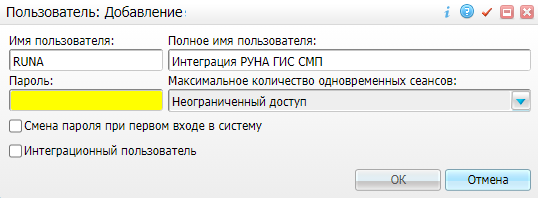 Пользователь: Добавление
Имя пользователя: Полное имя пользователя:
RUNA Интеграция РУНА ГИС СМП
Пароль: Максимальное количество одновременных сеансов:
Неограниченный доступ
Смена пароля при первом входе в систему
Интеграционный пользователь
ОК Отмена